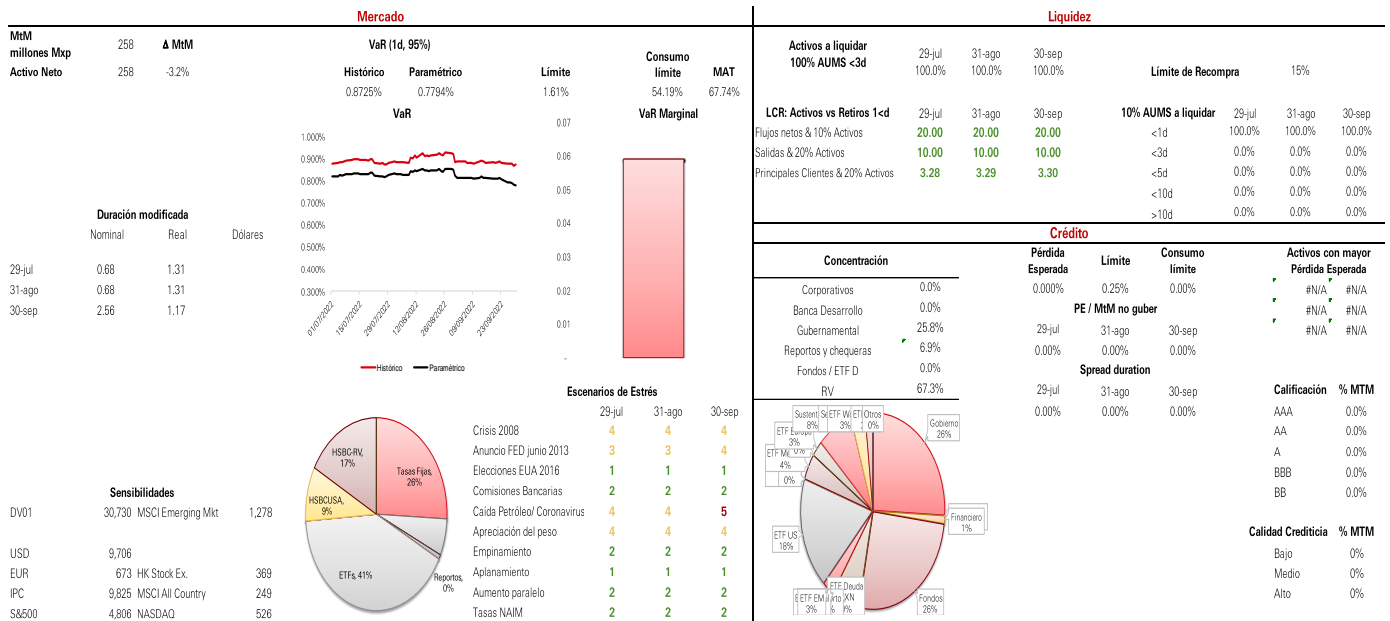 Mercado
MtM
millones Mxp
258
Δ MtM
VaR (1d, 95%)
Activo Neto
258
-3.2%
Histórico
Paramétrico
Límite
Consumo
límite
MAT
0.8725%
0.7794%
1.61%
54.19%
67.74%
VaR
VaR Marginal
1.000%
0.900%
0.800%
0.700%
0.600%
0.500%
0.400%
0.300%
01/07/2022
15/07/2022
29/07/2022
12/08/2022
26/08/2022
09/09/2022
23/09/2022
Histórico
Paramétrico
0.07
0.06
0.05
0.04
0.03
0.02
0.01
-
Duración modificada
Nominal Real Dólares
29-jul 0.68 1.31
31-ago 0.68 1.31
30-sep 2.56 1.17
Sensibilidades
DV01 30,730 MSCI Emerging Mkt 1,278
USD 9,706
EUR 673 HK Stock Ex. 369
IPC 9,825 MSCI All Country 249
S&500 4,806 NASDAQ 526
HSBC-RV,
17%
Tasas Fijas,
26%
HSBCUSA,
9%
ETFs, 41%
Reportos,
0%
Escenarios de Estrés
29-jul 31-ago 30-sep
Crisis 2008 4 4 4
Anuncio FED junio 2013 3 3 4
Elecciones EUA 2016 1 1 1
Comisiones Bancarias 2 2 2
Caída Petróleo/ Coronavirus 4 4 5
Apreciación del peso 4 4 4
Empinamiento 2 2 2
Aplanamiento 1 1 1
Aumento paralelo 2 2 2
Tasas NAIM 2 2 2
Liquidez
Activos a liquidar
100% AUMS <3d
29-jul 31-ago 30-sep
100.0% 100.0% 100.0%
Límite de Recompra 15%
LCR: Activos vs Retiros 1<d 29-jul 31-ago 30-sep
Flujos netos & 10% Activos 20.00 20.00 20.00
Salidas & 20% Activos 10.00 10.00 10.00
Principales Clientes & 20% Activos 3.28 3.29 3.30
10% AUMS a liquidar 29-jul 31-ago 30-sep
<1d 100.0% 100.0% 100.0%
<3d 0.0% 0.0% 0.0%
<5d 0.0% 0.0% 0.0%
<10d 0.0% 0.0% 0.0%
>10d 0.0% 0.0% 0.0%
Crédito
Concentración
Corporativos 0.0%
Banca Desarrollo 0.0%
Gubernamental 25.8%
Reportos y chequeras 6.9%
Fondos / ETF D 0.0%
RV 67.3%
Pérdida
Esperada
Límite
Consumo
límite
0.000% 0.25% 0.00%
PE / MtM no guber
29-jul 31-ago 30-sep
0.00% 0.00% 0.00%
Spread duration
29-jul 31-ago 30-sep
0.00% 0.00% 0.00%
Activos con mayor
Pérdida Esperada
#N/A #N/A
#N/A #N/A
#N/A #N/A
Calificación % MTM
AAA 0.0%
AA 0.0%
A 0.0%
BBB 0.0%
BB 0.0%
Calidad Crediticia % MTM
Bajo 0%
Medio 0%
Alto 0%
Sustent
8%
ETF W
3%
Otros
0%
Gobierno
26%
3%
4%
0%
ETF US
18%
Financiero
1%
ETF EM
3%
ETF Deuda
Fondos
26%